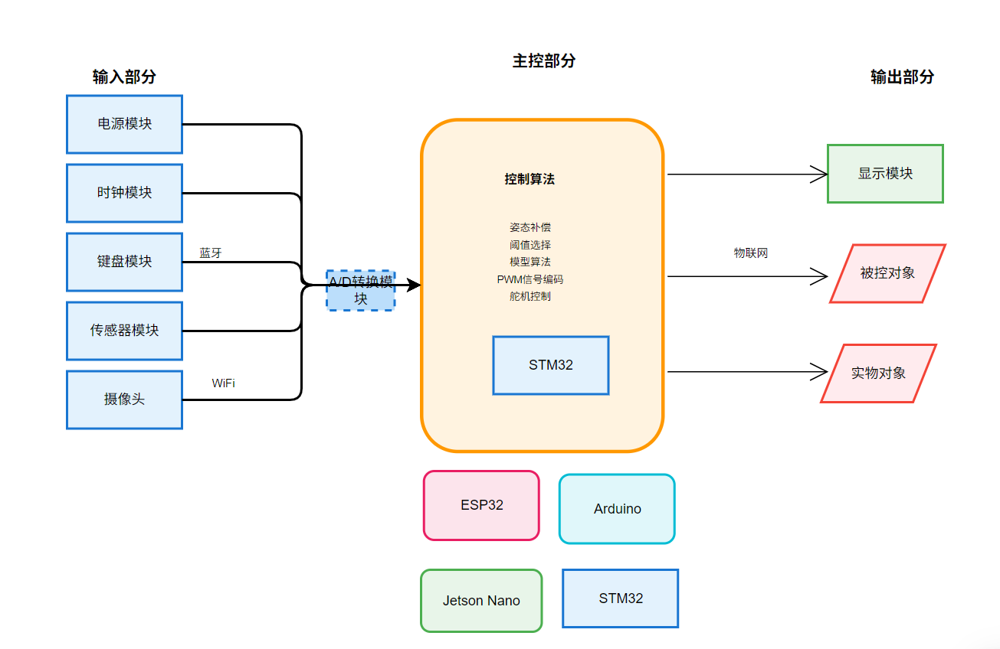 主控部分
输入部分
输出部分
电源模块
时钟模块
键盘模块
传感器模块
摄像头
蓝牙
WiFi
A/D转换模
块
控制算法
姿态补偿
阈值选择
模型算法
PWM信号编码
舵机控制
STM32
物联网
显示模块
被控对象
实物对象
ESP32
Arduino
Jetson Nano
STM32